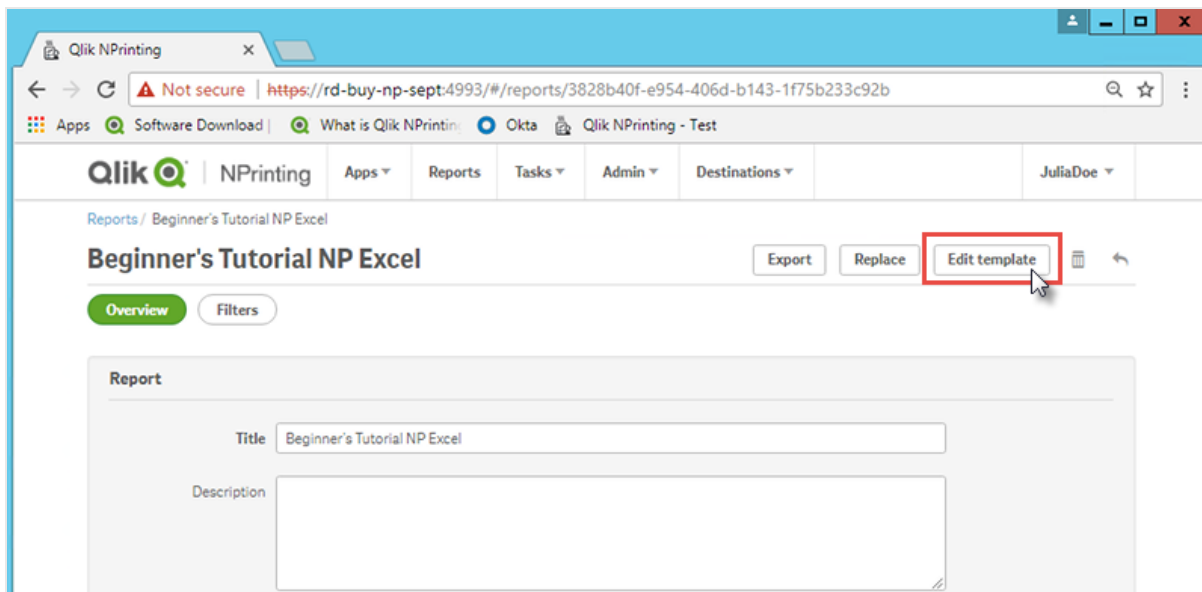 Qlik NPrinting
Not secure | https://rd-buy-np-sept:4993/#/reports/3828b40f-e954-406d-b143-1f75b233c92b
Apps Software Download | What is Qlik NPrintin Okta Qlik NPrinting - Test
Qlik NPrinting Apps Reports Tasks Admin Destinations JuliaDoe
Reports / Beginner's Tutorial NP Excel
Beginner's Tutorial NP Excel Export Replace Edit template
Overview Filters
Report
Title Beginner's Tutorial NP Excel
Description